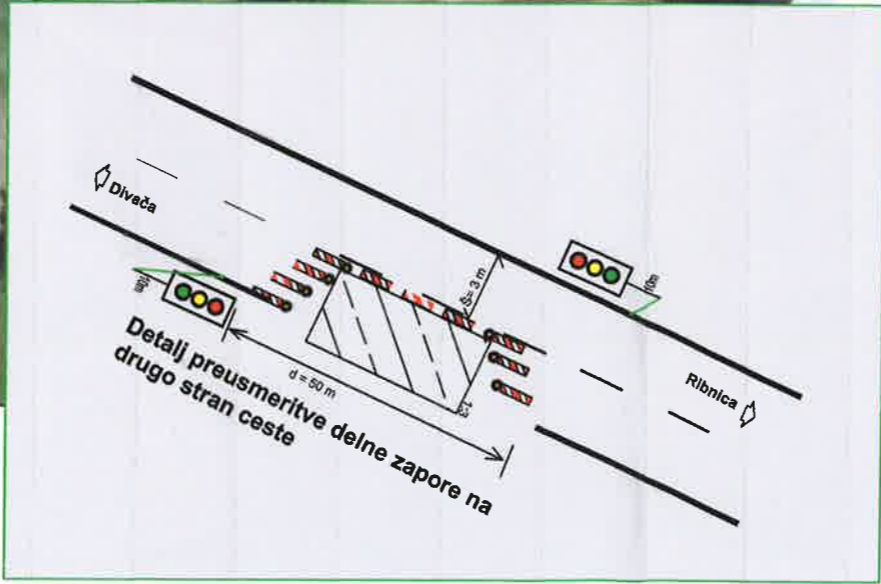 Divača
10m
10m
Š= 3 m
Ribnica
d = 50 m
1:3
Detalj preusmeritve delne zapore na
drugo stran ceste